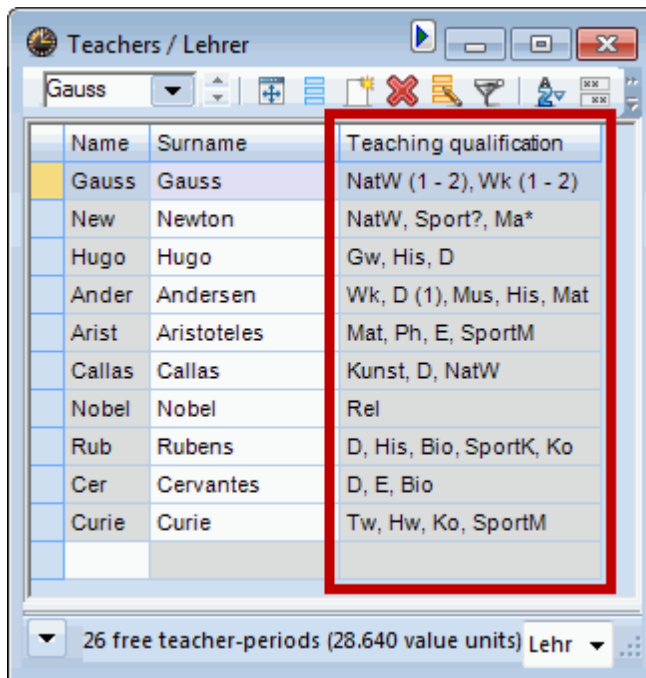 Teachers / Lehrer
Gauss
Name Surname Teaching qualification
Gauss Gauss NatW (1 - 2), Wk (1 - 2)
New Newton NatW, Sport?, Ma*
Hugo Hugo Gw, His, D
Ander Andersen Wk, D (1), Mus, His, Mat
Arist Aristoteles Mat, Ph, E, SportM
Callas Callas Kunst, D, NatW
Nobel Nobel Rel
Rub Rubens D, His, Bio, SportK, Ko
Cer Cervantes D, E, Bio
Curie Curie Tw, Hw, Ko, SportM
26 free teacher-periods (28.640 value units) Lehr